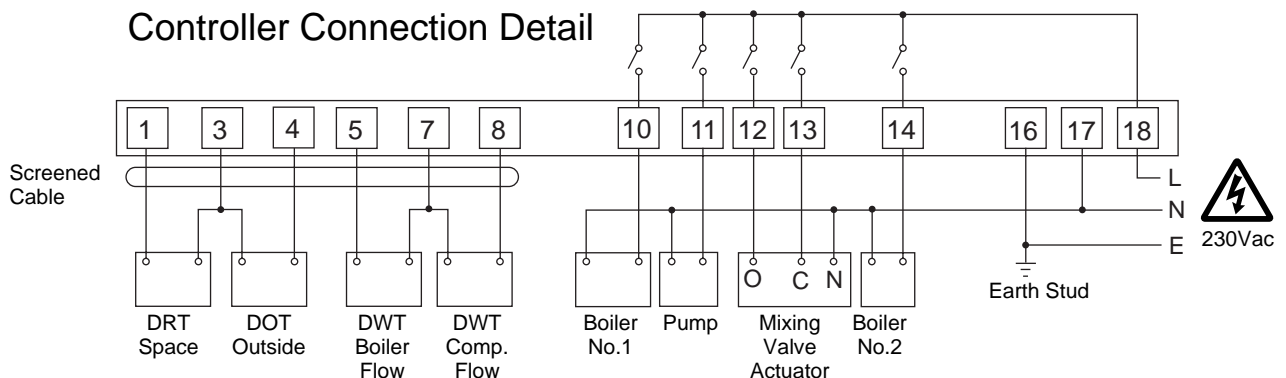 Controller Connection Detail
1 3 4 5 7 8 10 11 12 13 14 16 17 18
Screened
Cable
L
N
E
230Vac
O C N
Earth Stud
DRT
Space
DOT
Outside
DWT
Boiler
Flow
DWT
Comp.
Flow
Boiler
No.1
Pump
Mixing
Valve
Actuator
Boiler
No.2